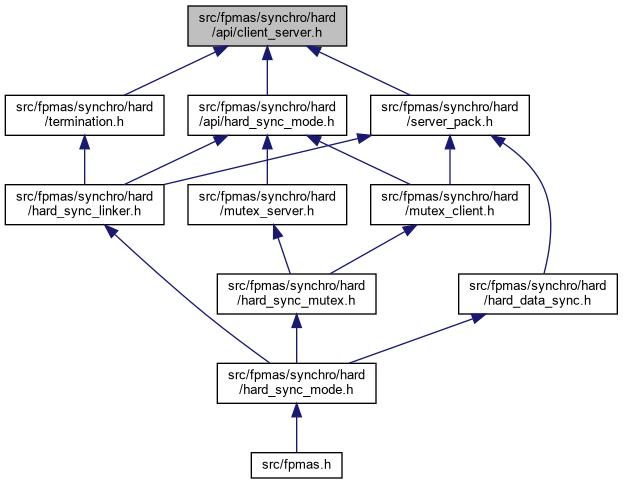 src/fpmas/synchro/hard
/api/client_server.h
src/fpmas/synchro/hard
/termination.h
src/fpmas/synchro/hard
/api/hard_sync_mode.h
src/fpmas/synchro/hard
/server_pack.h
src/fpmas/synchro/hard
/hard_sync_linker.h
src/fpmas/synchro/hard
/mutex_server.h
src/fpmas/synchro/hard
/mutex_client.h
src/fpmas/synchro/hard
/hard_sync_mutex.h
src/fpmas/synchro/hard
/hard_data_sync.h
src/fpmas/synchro/hard
/hard_sync_mode.h
src/fpmas.h